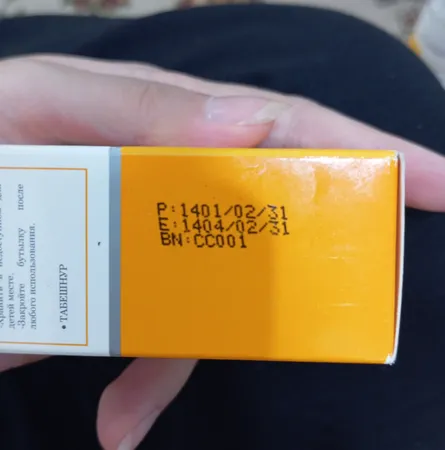 P:1401/02/31
E:1404/02/31
BN:CC001
детей месте.
-Закройте бутылку после
любого использования.
• ТАБЕШНУР